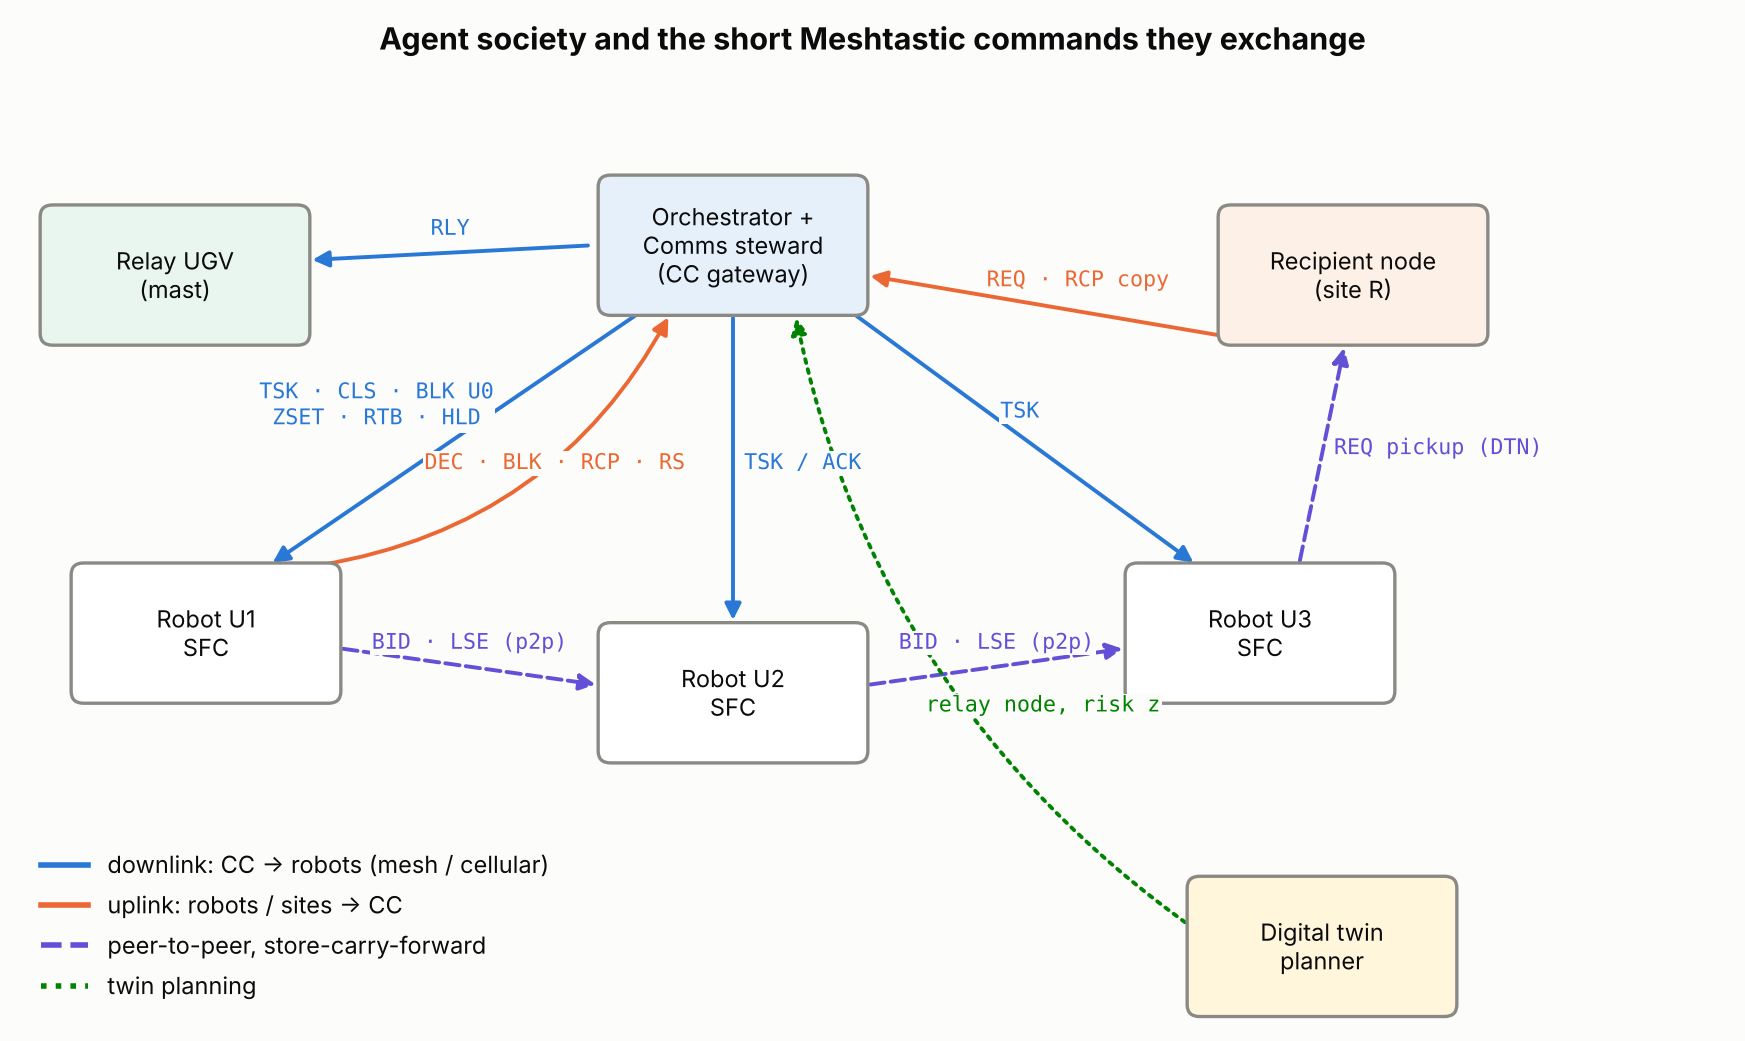 Agent society and the short Meshtastic commands they exchange
Relay UGV
(mast)
RLY
Orchestrator +
Comms steward
(CC gateway)
REQ · RCP copy
Recipient node
(site R)
TSK · CLS · BLK U0
ZSET · RTB · HLD
DEC · BLK · RCP · RS
TSK / ACK
TSK
REQ pickup (DTN)
Robot U1
SFC
BID · LSE (p2p)
Robot U2
SFC
BID · LSE (p2p)
Robot U3
SFC
relay node, risk z
downlink: CC → robots (mesh / cellular)
uplink: robots / sites → CC
peer-to-peer, store-carry-forward
twin planning
Digital twin
planner